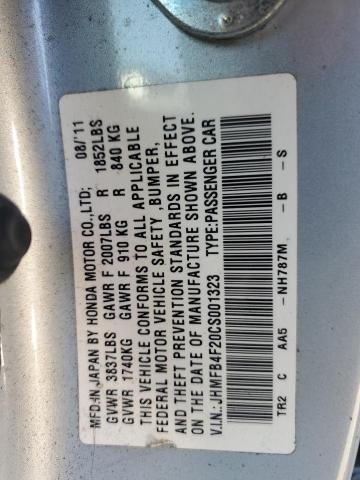 MFD.IN JAPAN BY HONDA MOTOR CO.,LTD; 08/'11
GVWR 3837LBS GAWR F 2007LBS R 1852LBS
GVWR 1740KG GAWR F 910 KG R 840 KG
THIS VEHICLE CONFORMS TO ALL APPLICABLE
FEDERAL MOTOR VEHICLE SAFETY ,BUMPER,
AND THEFT PREVENTION STANDARDS IN EFFECT
ON THE DATE OF MANUFACTURE SHOWN ABOVE.
V.I.N.: JHMFB4F20CS001323 TYPE:PASSENGER CAR
TR2 C AA5 -NH787M -B -S